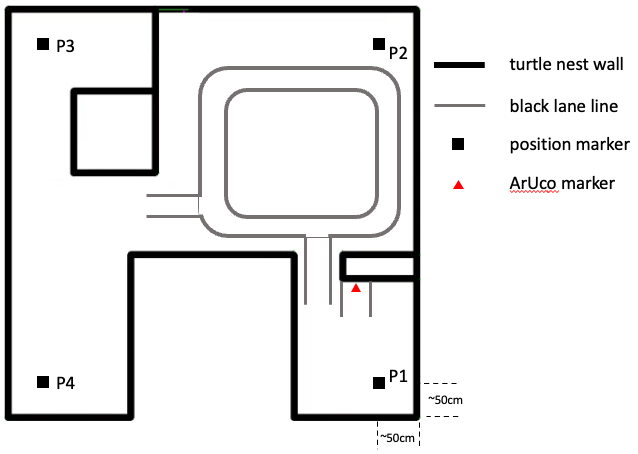 P3
P2
turtle nest wall
black lane line
position marker
ArUco marker
P4
P1
~50cm
~50cm